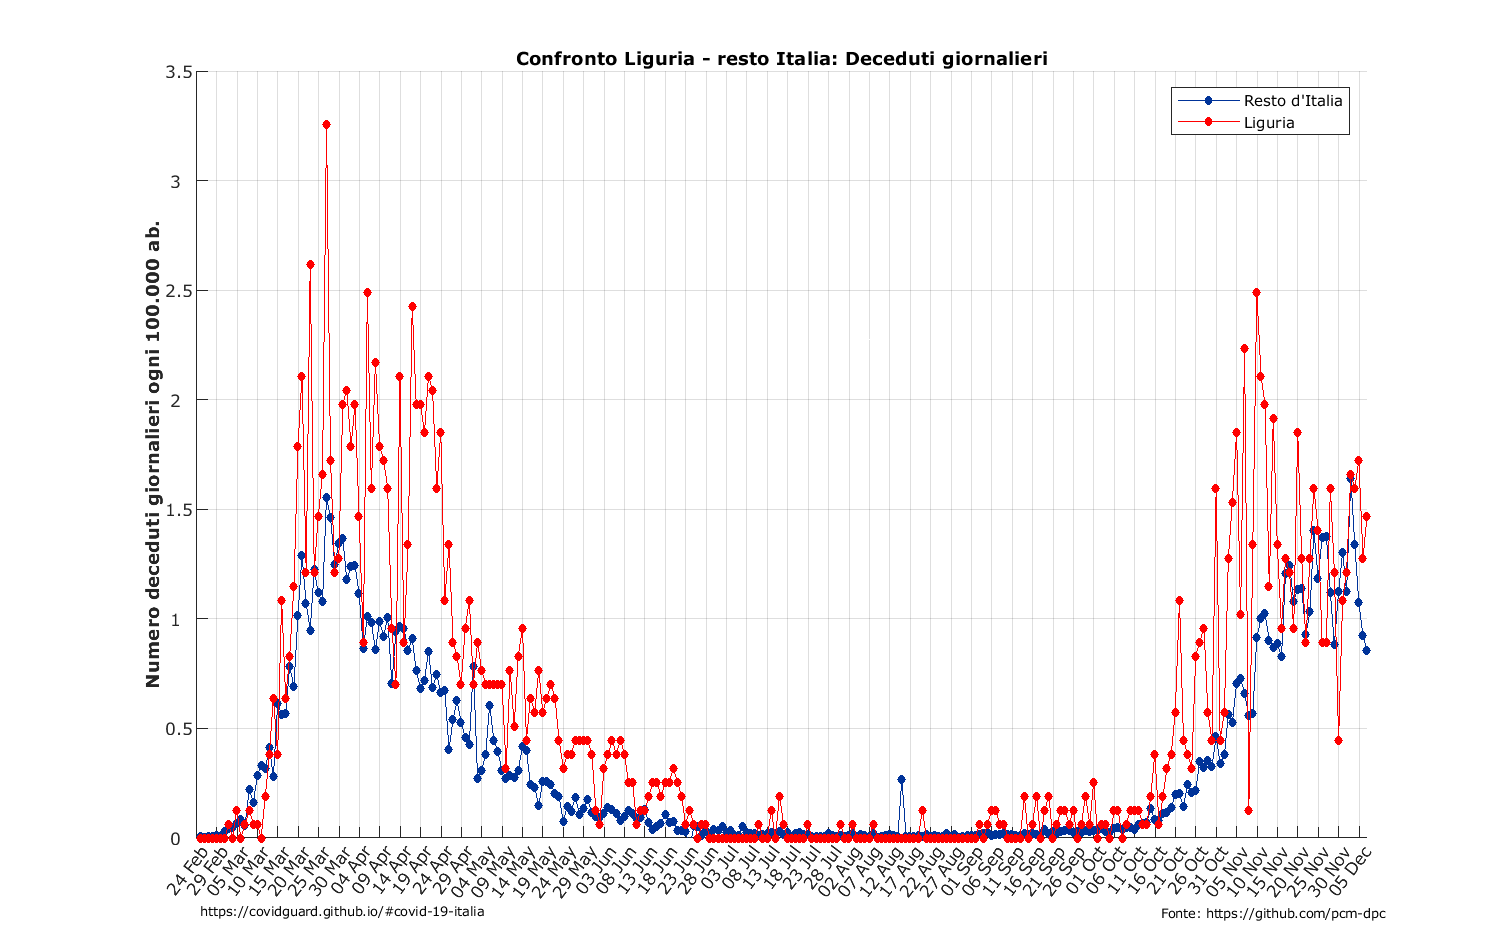 Confronto Liguria - resto Italia: Deceduti giornalieri
Resto d'Italia
Liguria
Numero deceduti giornalieri ogni 100.000 ab.
3.5
3
2.5
2
1.5
1
0.5
0
24 Feb
29 Feb
05 Mar
10 Mar
15 Mar
20 Mar
25 Mar
30 Mar
04 Apr
09 Apr
14 Apr
19 Apr
24 Apr
29 Apr
04 May
09 May
14 May
19 May
24 May
29 May
03 Jun
08 Jun
13 Jun
18 Jun
23 Jun
28 Jun
03 Jul
08 Jul
13 Jul
18 Jul
23 Jul
28 Jul
02 Aug
07 Aug
12 Aug
17 Aug
22 Aug
27 Aug
01 Sep
06 Sep
11 Sep
16 Sep
21 Sep
26 Sep
01 Oct
06 Oct
11 Oct
16 Oct
21 Oct
26 Oct
31 Oct
05 Nov
10 Nov
15 Nov
20 Nov
25 Nov
30 Nov
05 Dec
https://covidguard.github.io/#covid-19-italia
Fonte: https://github.com/pcm-dpc